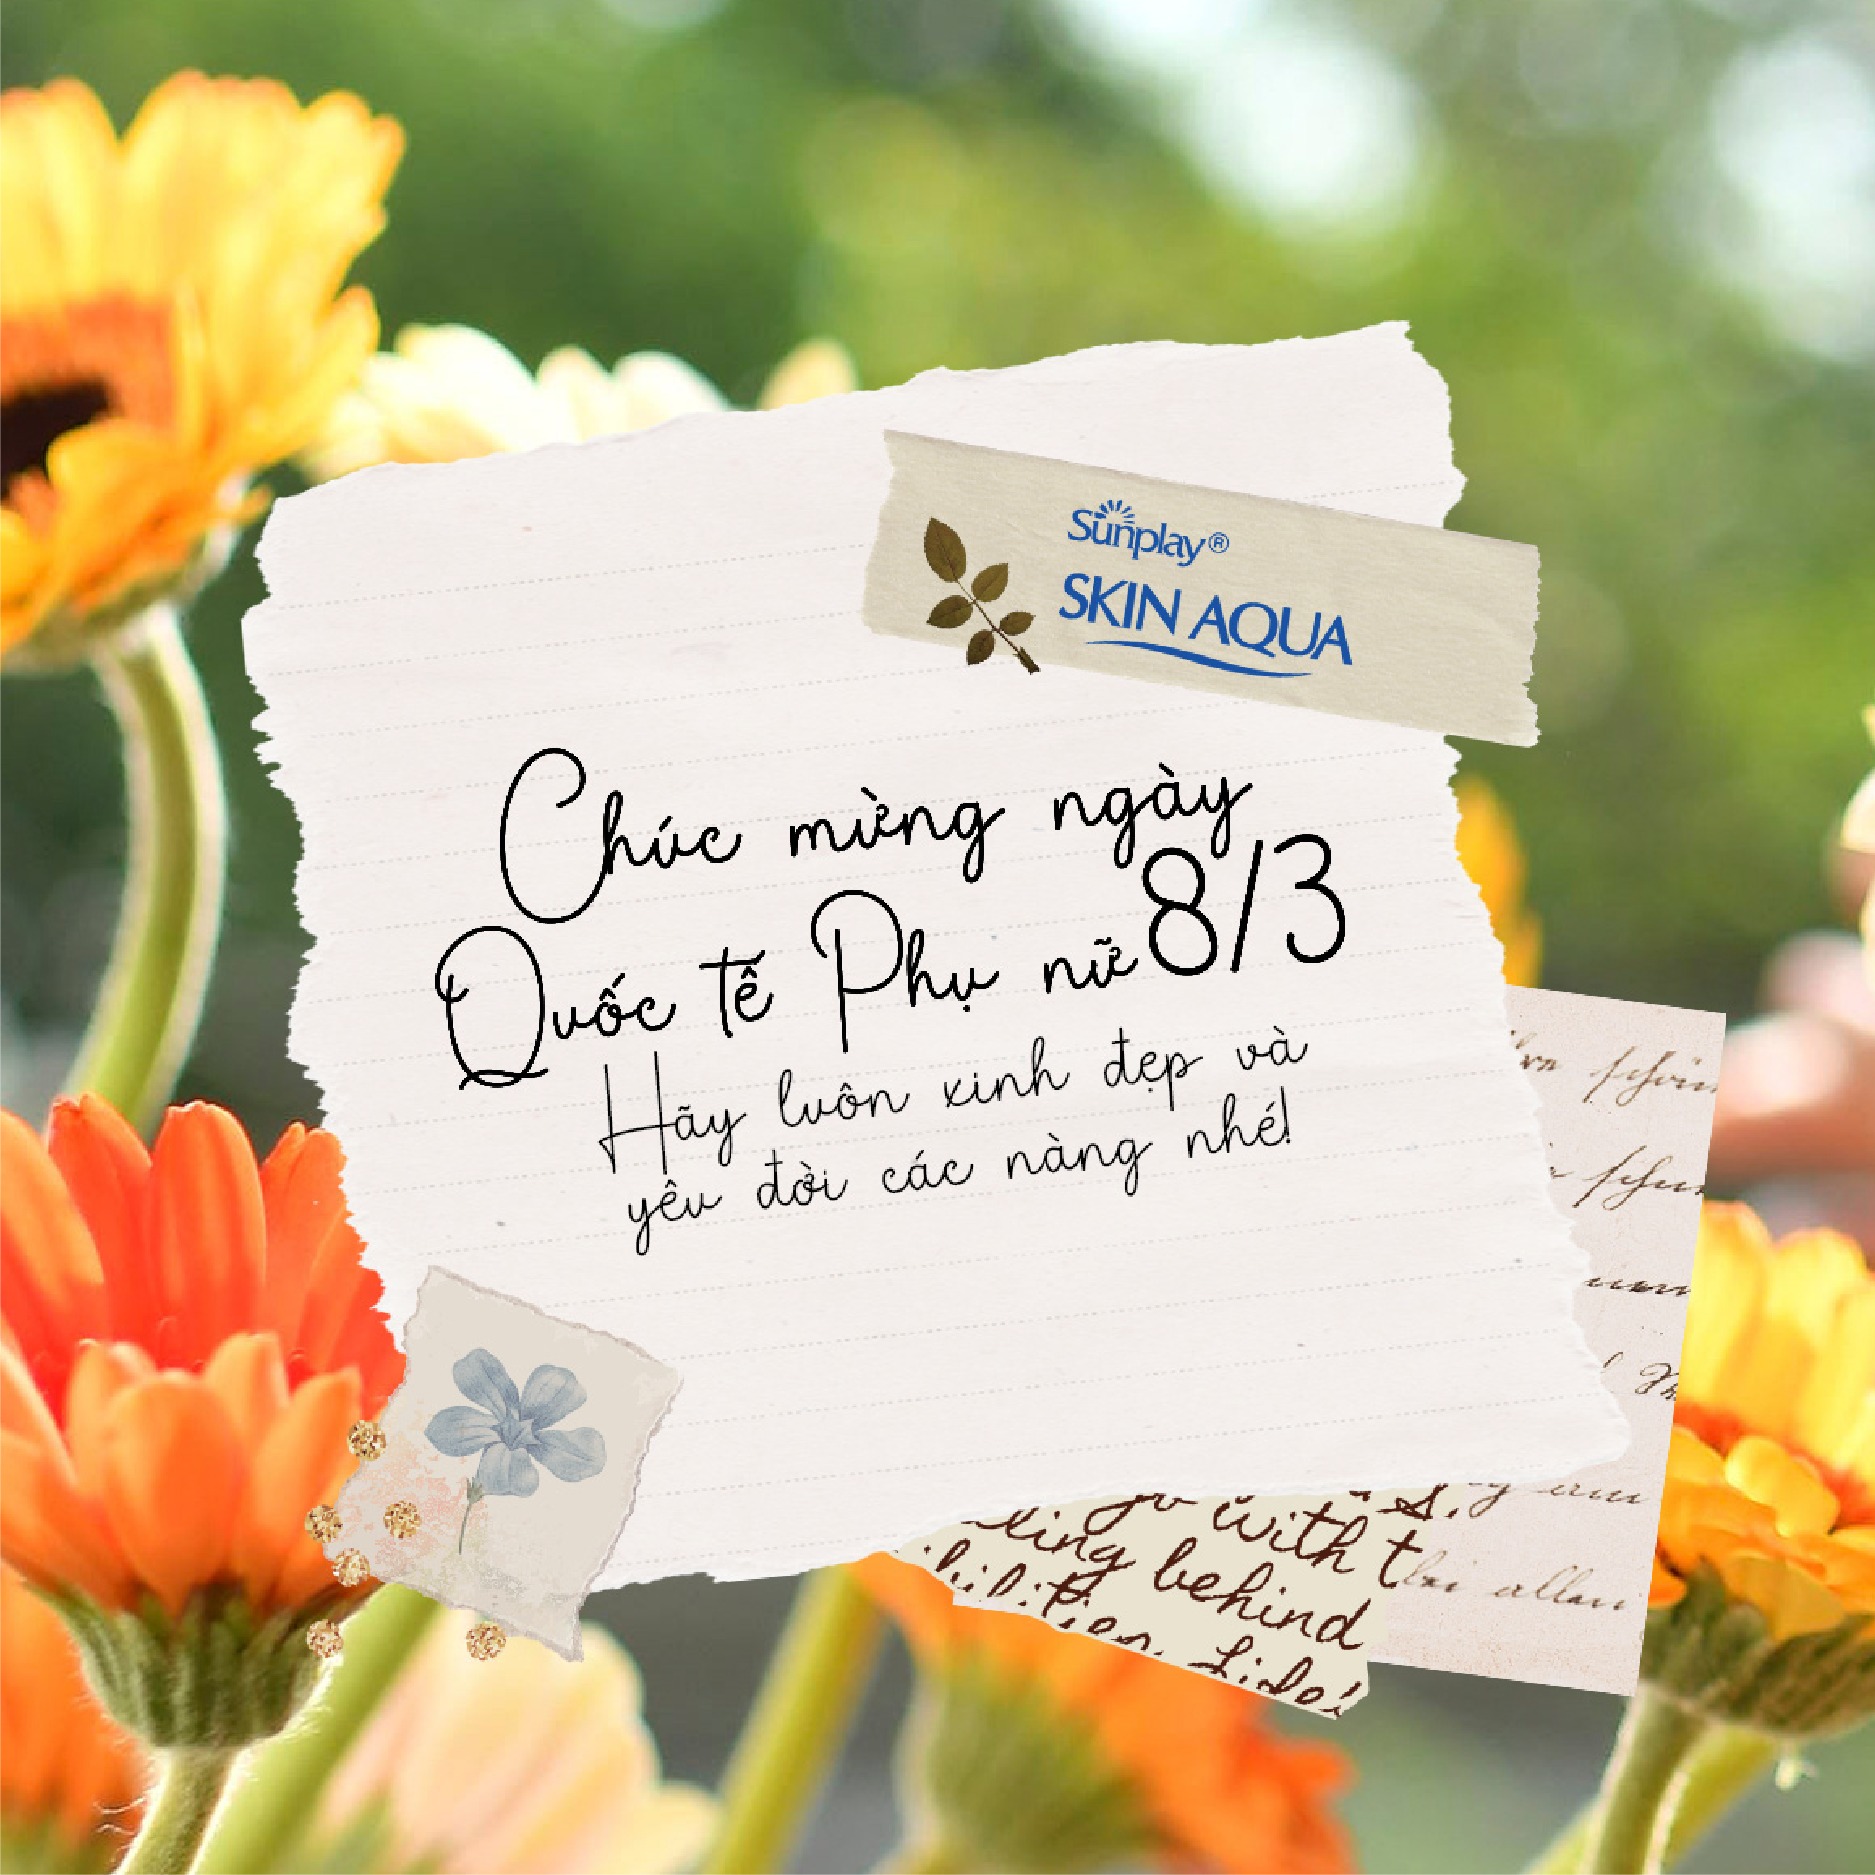 Sunplay®
SKIN AQUA
Chúc mừng ngày
Quốc tế Phụ nữ 8/3
Hãy luôn xinh đẹp và
yêu đời các nàng nhé!
with t
behind
allan